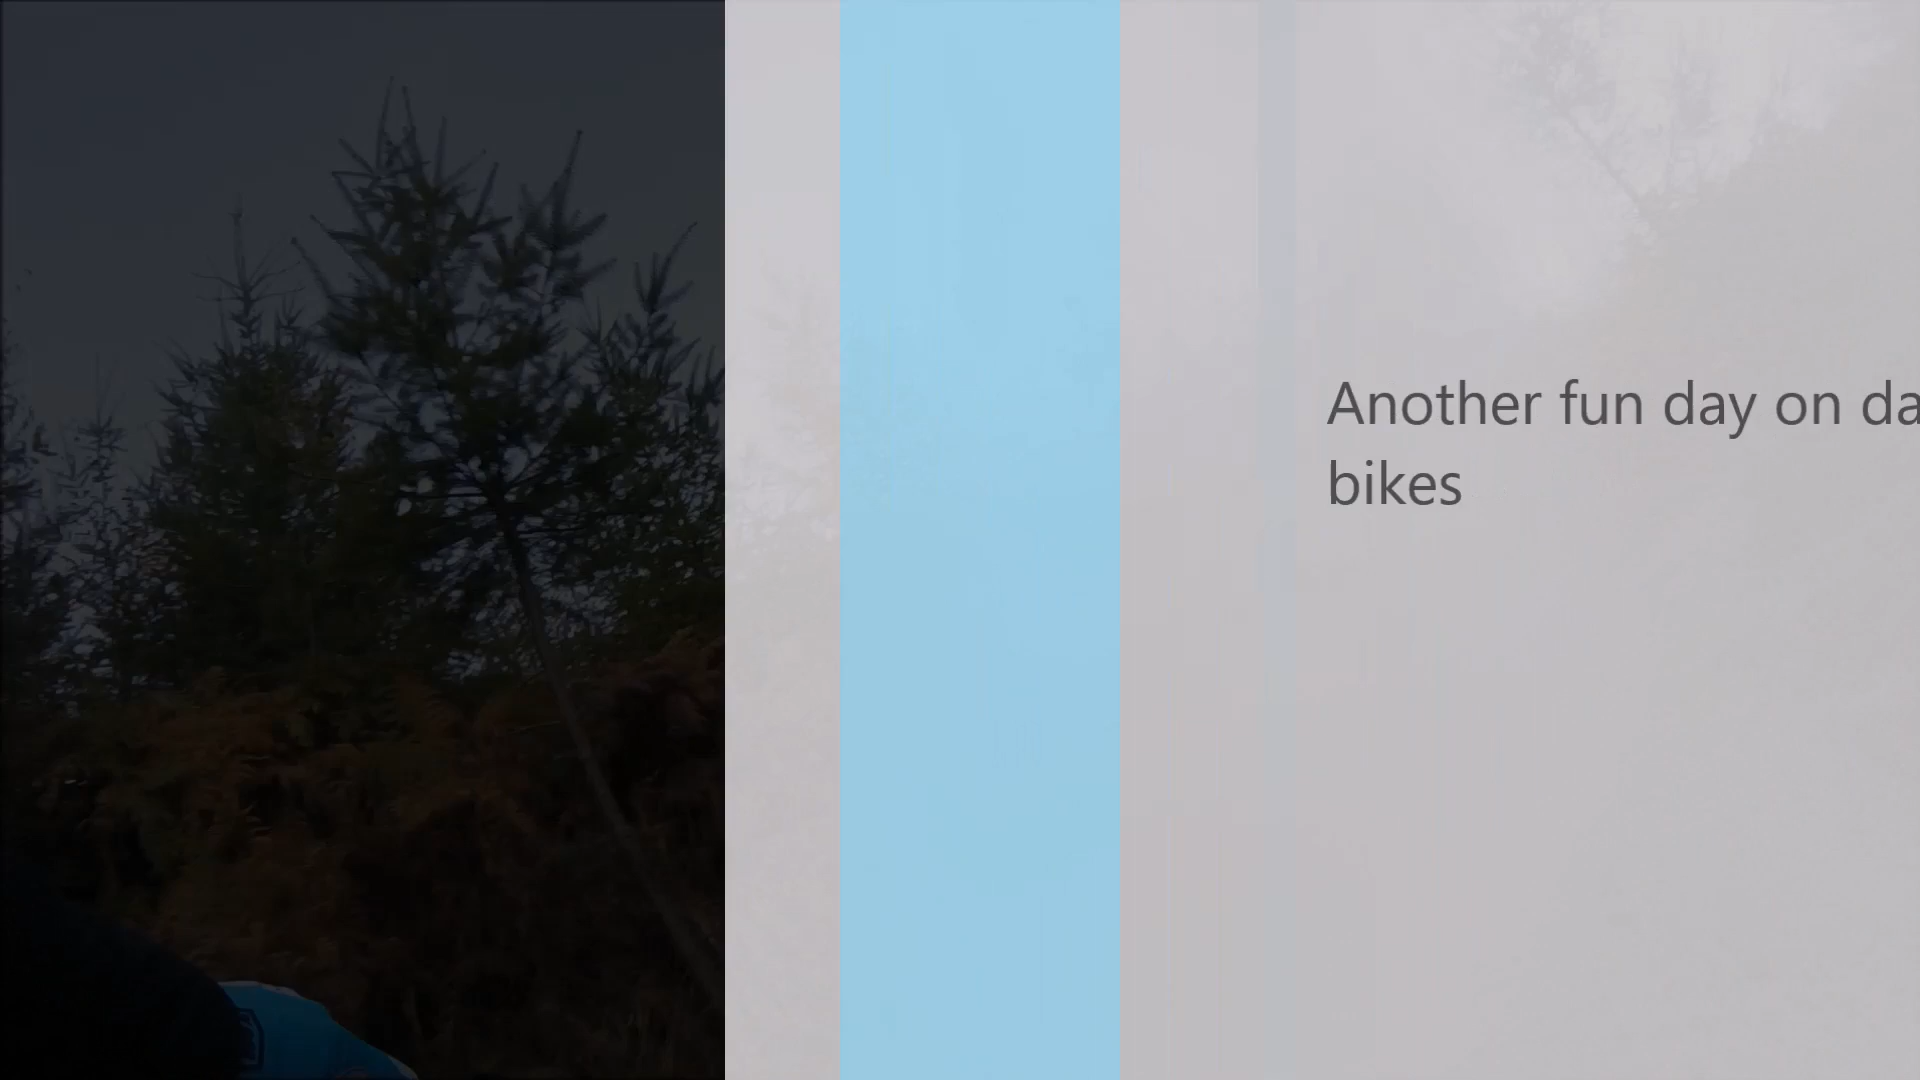 Another fun day on da
bikes